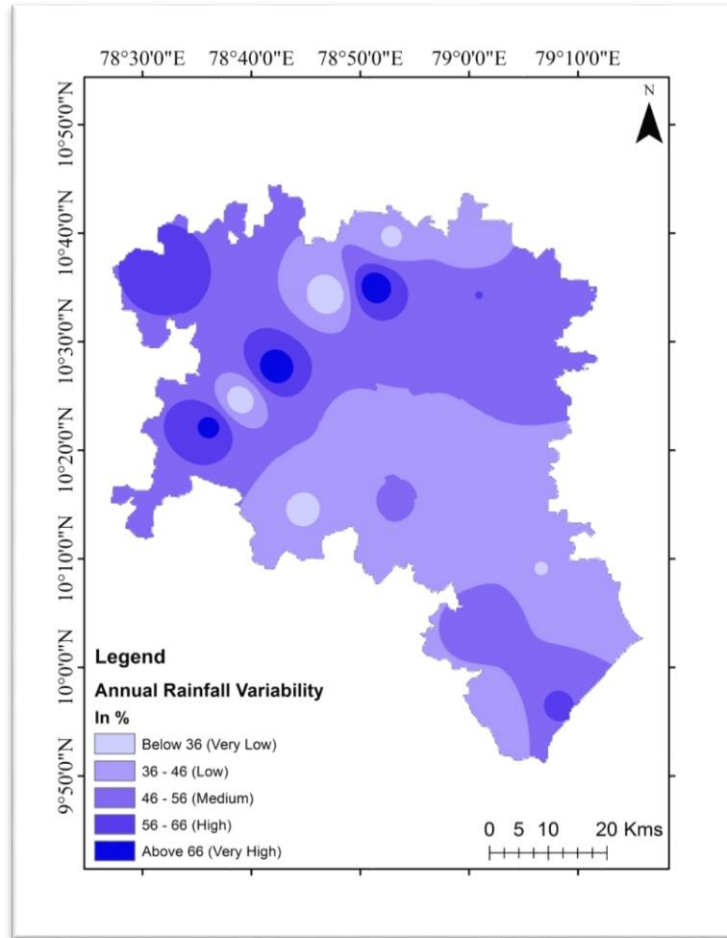 78°30'0"E 78°40'0"E 78°50'0"E 79°0'0"E 79°10'0"E
N
10°50'0"N
10°40'0"N
10°30'0"N
10°20'0"N
10°10'0"N
10°0'0"N
9°50'0"N
Legend
Annual Rainfall Variability
In %
Below 36 (Very Low)
36 - 46 (Low)
46 - 56 (Medium)
56 - 66 (High)
Above 66 (Very High)
0 5 10 20 Kms